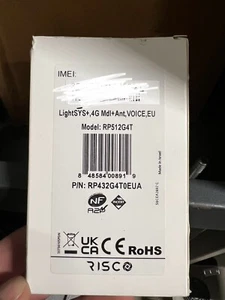 IMEI:
LightSYS+,4G Mdl+Ant,VOICE,EU
Model: RP512G4T
8 48584 00891 9
P/N: RP432G4T0EUA
Made in Israel
NF
A2P
UK
CA CE RoHS
RISCO